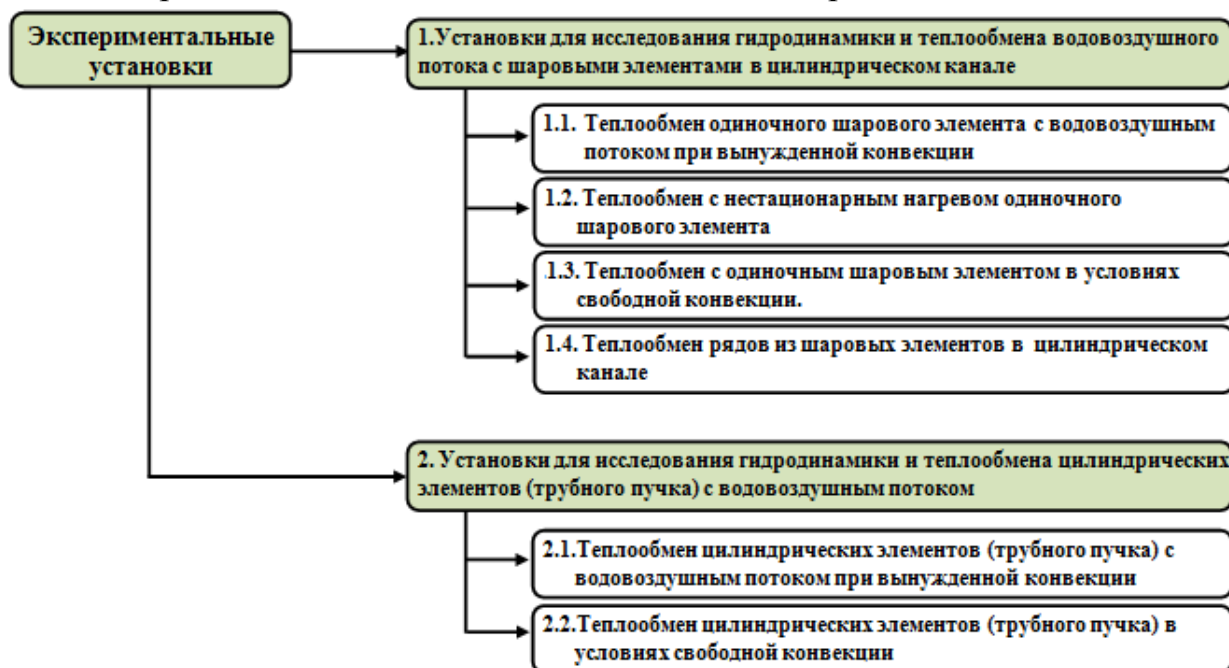 Экспериментальные
установки
1.Установки для исследования гидродинамики и теплообмена водовоздушного
потока с шаровыми элементами в цилиндрическом канале
1.1. Теплообмен одиночного шарового элемента с водовоздушным
потоком при вынужденной конвекции
1.2. Теплообмен с нестационарным нагревом одиночного
шарового элемента
.1.3. Теплообмен с одиночным шаровым элементом в условиях
свободной конвекции.
1.4. Теплообмен рядов из шаровых элементов в цилиндрическом
канале
2. Установки для исследования гидродинамики и теплообмена цилиндрических
элементов (трубного пучка) с водовоздушным потоком
2.1.Теплообмен цилиндрических элементов (трубного пучка) с
водовоздушным потоком при вынужденной конвекции
2.2.Теплообмен цилиндрических элементов (трубного пучка) в
условиях свободной конвекции